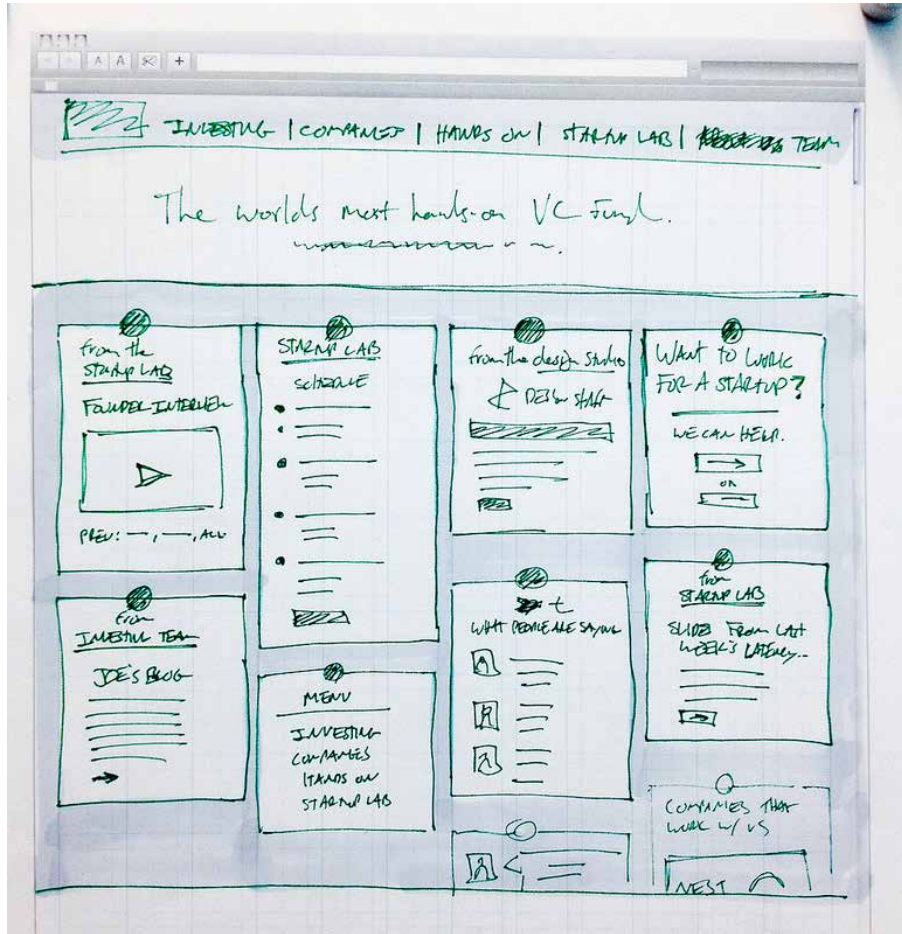 A A +
INVESTING | COMPANIES | HANDS ON | STARTUP LAB | TEAM
The worlds most hands-on VC Fund.
from the
STARTUP LAB
FOUNDER INTERVIEW
PREV: —, —, ALL
STARTUP LAB
SCHEDULE
from the design studio
DESIGN STAFF
WANT TO WORK
FOR A STARTUP?
WE CAN HELP.
OR
from
INVESTING TEAM
JOE'S BLOG
MENU
INVESTING
COMPANIES
HANDS ON
STARTUP LAB
t
WHAT PEOPLE ARE SAYING
from
STARTUP LAB
SLIDES FROM LAST
WEEK'S LATENCY...
COMPANIES THAT
WORK W/ US
NEST